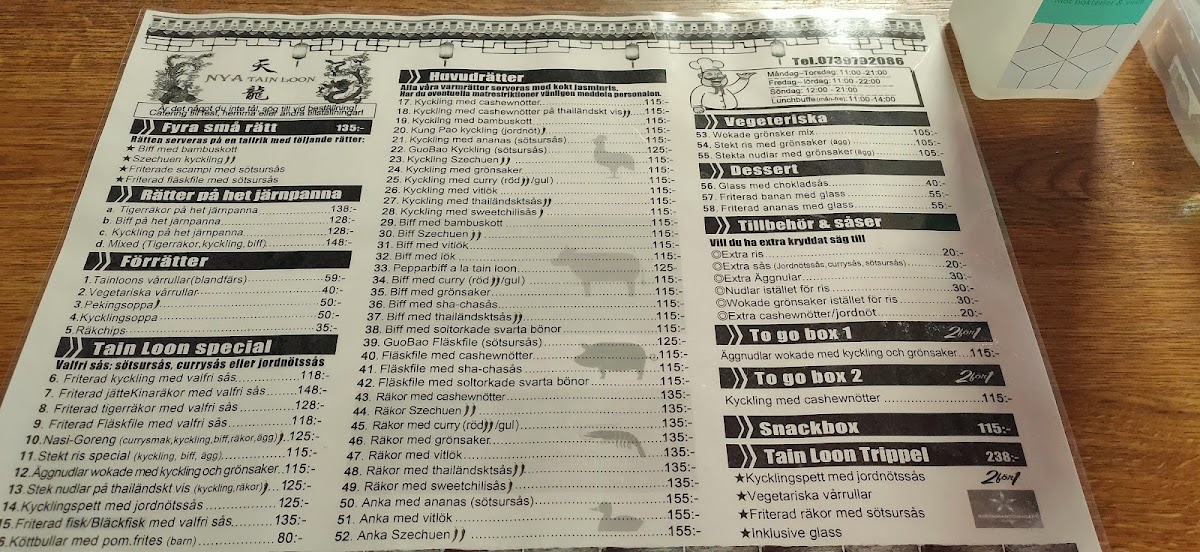 天龍
NYA TAIN LOON
Är det något du inte tål, sög till vid beställning!
Catering till fest, hemma eller andra tillställningar!
Fyra små rätt 135:-
Rätten serveras på en tallrik med följande rätter:
★Biff med bambuskott
★Szechuen kyckling
★Friterade scampi med sötsursås
★Friterad fläskfile med sötsursås
Rätter på het järnpanna
a. Tigerräkor på het järnpanna 138:-
b. Biff på het järnpanna 128:-
c. Kyckling på het järnpanna 128:-
d. Mixed (Tigerräkor,kyckling,biff) 148:-
Förrätter
1.Tainloons vårrullar(blandfärs) 59:-
2.Vegetariska vårrullar 40:-
3.Pekingsoppa 50:-
4.Kycklingsoppa 50:-
5.Räkchips 35:-
Tain Loon special
Valfri sås: sötsursås, currysås eller jordnötssås
6. Friterad kyckling med valfri sås 118:-
7. Friterad jätteKinaräkor med valfri sås 148:-
8. Friterad tigerräkor med valfri sås 128:-
9. Friterad Fläskfile med valfri sås 118:-
10.Nasi-Goreng (currysmak,kyckling,biff,räkor,ägg) 125:-
11.Stekt ris special (kyckling, biff, ägg) 115:-
12.Äggnudlar wokade med kyckling och grönsaker 115:-
13.Stek nudlar på thailändskt vis (kyckling,räkor) 125:-
14.Kycklingspett med jordnötssås 125:-
15.Friterad fisk/Bläckfisk med valfri sås 135:-
6.Köttbullar med pom.frites (barn) 80:-
Huvudrätter
Alla våra varmrätter serveras med kokt jasminris.
Har du eventuella matrestriktioner vänligen meddela personalen.
17. Kyckling med cashewnötter 115:-
18. Kyckling med cashewnötter på thailändskt vis 115:-
19. Kyckling med bambuskott 115:-
20. Kung Pao kyckling (jordnöt) 115:-
21. Kyckling med ananas (sötsursås) 115:-
22. GuoBao Kyckling (sötsursås) 115:-
23. Kyckling Szechuen 115:-
24. Kyckling med grönsaker 115:-
25. Kyckling med curry (röd/gul) 115:-
26. Kyckling med vitlök 115:-
27. Kyckling med thailändsktsås 115:-
28. Kyckling med sweetchilisås 115:-
29. Biff med bambuskott 115:-
30. Biff Szechuen 115:-
31. Biff med vitlök 115:-
32. Biff med lök 115:-
33. Pepparbiff a la tain loon 125-
34. Biff med curry (röd/gul) 115:-
35. Biff med grönsaker 115:-
36. Biff med sha-chasås 115:-
37. Biff med thailändsktsås 115:-
38. Biff med soltorkade svarta bönor 115:-
39. GuoBao Fläskfile (sötsursås) 115:-
40. Fläskfile med cashewnötter 115:-
41. Fläskfile med sha-chasås 115:-
42. Fläskfile med soltorkade svarta bönor 115:-
43. Räkor med cashewnötter 135:-
44. Räkor Szechuen 135:-
45. Räkor med curry (röd/gul) 135:-
46. Räkor med grönsaker 135:-
47. Räkor med vitlök 135:-
48. Räkor med thailändsktsås 135:-
49. Räkor med sweetchilisås 135:-
50. Anka med ananas (sötsursås) 155:-
51. Anka med vitlök 155:-
52. Anka Szechuen 155:-
Tel.0739792086
Måndag-Torsdag: 11:00-21:00
Fredag-lördag: 11:00-22:00
Söndag: 12:00-21:00
Lunchbuffe(mån-fre): 11:00-14:00
Vegeteriska
53. Wokade grönsker mix 105:-
54. Stekt ris med grönsaker (ägg) 105:-
55. Stekta nudlar med grönsaker (ägg) 105:-
Dessert
56. Glass med chokladsås 40:-
57. Friterad banan med glass 55:-
58. Friterad ananas med glass 55:-
Tillbehör & såser
Vill du ha extra kryddat säg till!
◎Extra ris 20:-
◎Extra sås (Jordnötssås,currysås,sötsursås) 20:-
◎Extra Äggnular 30:-
◎Nudlar istället för ris 30:-
◎Wokade grönsaker istället för ris 30:-
◎Extra cashewnötter/jordnöt 20:-
To go box 1 2för1
Äggnudlar wokade med kyckling och grönsaker 115:-
To go box 2 2för1
Kyckling med cashewnötter 115:-
Snackbox 115:-
Tain Loon Trippel 238:-
★Kycklingspett med jordnötssås 2för1
★Vegetariska vårrullar
★Friterad räkor med sötsursås
★Inklusive glass